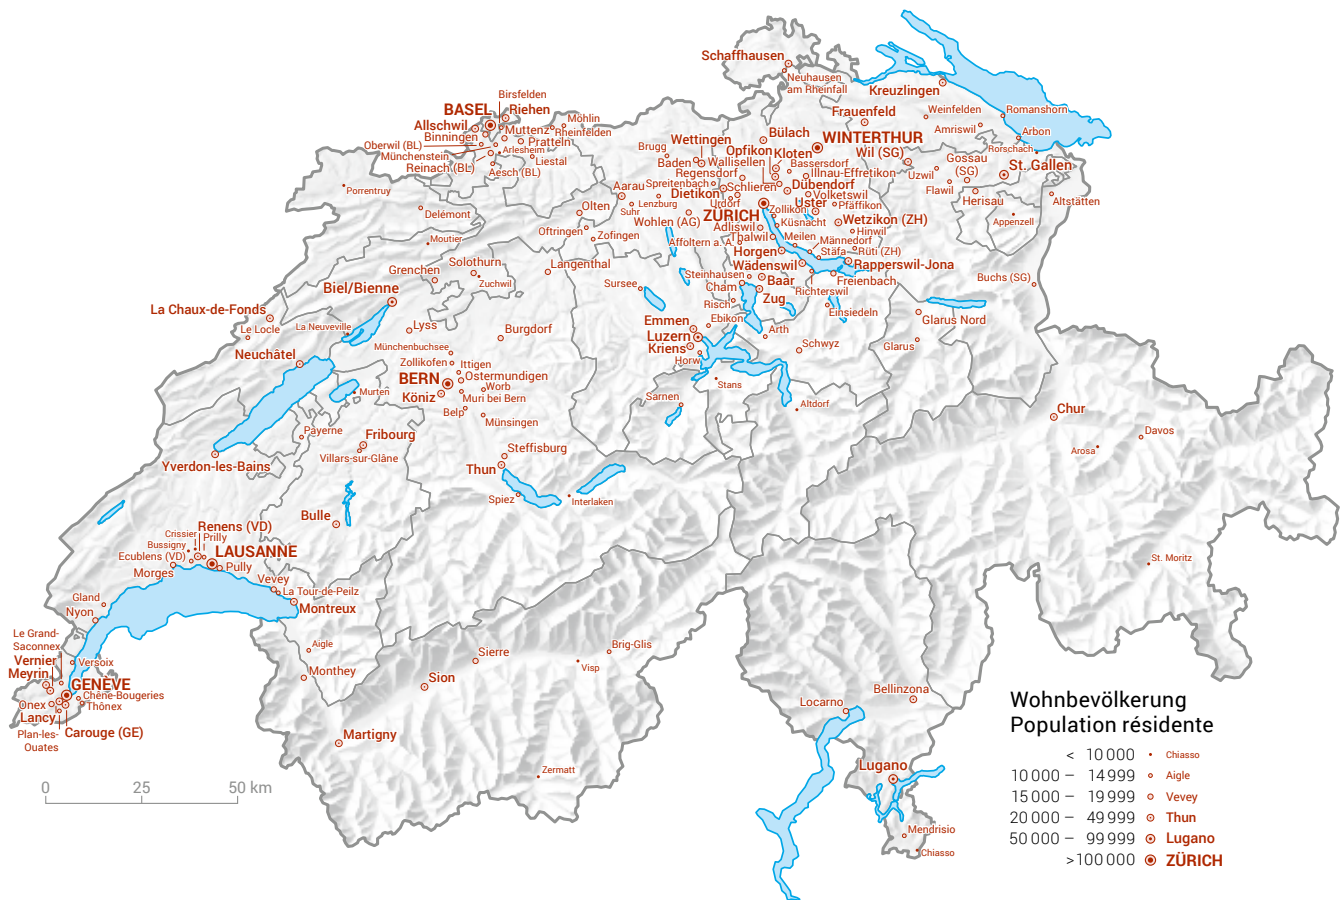 Schaffhausen
Neuhausen
am Rheinfall
Kreuzlingen
Birsfelden
BASEL
Riehen
Möhlin
Frauenfeld
Weinfelden
Romanshorn
Allschwil
Muttenz
Rheinfelden
Amriswil
Arbon
Binningen
Pratteln
Wettingen
Bülach
WINTERTHUR
Oberwil (BL)
Arlesheim
Brugg
Opfikon
Kloten
Wil (SG)
Rorschach
Münchenstein
Liestal
Baden
Wallisellen
Bassersdorf
Gossau
(SG)
St. Gallen
Reinach (BL)
Aesch (BL)
Regensdorf
Illnau-Effretikon
Uzwil
Porrentruy
Aarau
Spreitenbach
Schlieren
Dübendorf
Flawil
Dietikon
Volketswil
Herisau
Altstätten
Delémont
Olten
Suhr
Lenzburg
Urdorf
Uster
Pfäffikon
Wohlen (AG)
ZÜRICH
Zollikon
Wetzikon (ZH)
Appenzell
Moutier
Oftringen
Zofingen
Adliswil
Küsnacht
Hinwil
Affoltern a. A.
Thalwil
Meilen
Männedorf
Horgen
Stäfa
Rüti (ZH)
Grenchen
Solothurn
Langenthal
Wädenswil
Rapperswil-Jona
Zuchwil
Steinhausen
Baar
Freienbach
Buchs (SG)
Biel/Bienne
Sursee
Cham
Richterswil
La Chaux-de-Fonds
Risch
Zug
Einsiedeln
Le Locle
La Neuveville
Lyss
Burgdorf
Emmen
Ebikon
Arth
Glarus Nord
Neuchâtel
Münchenbuchsee
Luzern
Kriens
Schwyz
Glarus
Zollikofen
Ittigen
Horw
BERN
Ostermundigen
Worb
Stans
Murten
Köniz
Muri bei Bern
Sarnen
Altdorf
Chur
Belp
Münsingen
Payerne
Fribourg
Davos
Villars-sur-Glâne
Steffisburg
Arosa
Yverdon-les-Bains
Thun
Spiez
Interlaken
Bulle
Renens (VD)
Crissier
Prilly
Bussigny
LAUSANNE
Ecublens (VD)
Pully
St. Moritz
Morges
Vevey
La Tour-de-Peilz
Gland
Montreux
Nyon
Le Grand-
Saconnex
Aigle
Sierre
Brig-Glis
Vernier
Versoix
Visp
Meyrin
Monthey
Sion
GENÈVE
Bellinzona
Chêne-Bougeries
Onex
Thônex
Locarno
Lancy
Carouge (GE)
Martigny
Plan-les-
Ouates
Zermatt
Lugano
Mendrisio
Chiasso
0 25 50 km
Wohnbevölkerung
Population résidente
< 10 000 Chiasso
10 000 – 14 999 Aigle
15 000 – 19 999 Vevey
20 000 – 49 999 Thun
50 000 – 99 999 Lugano
>100 000 ZÜRICH